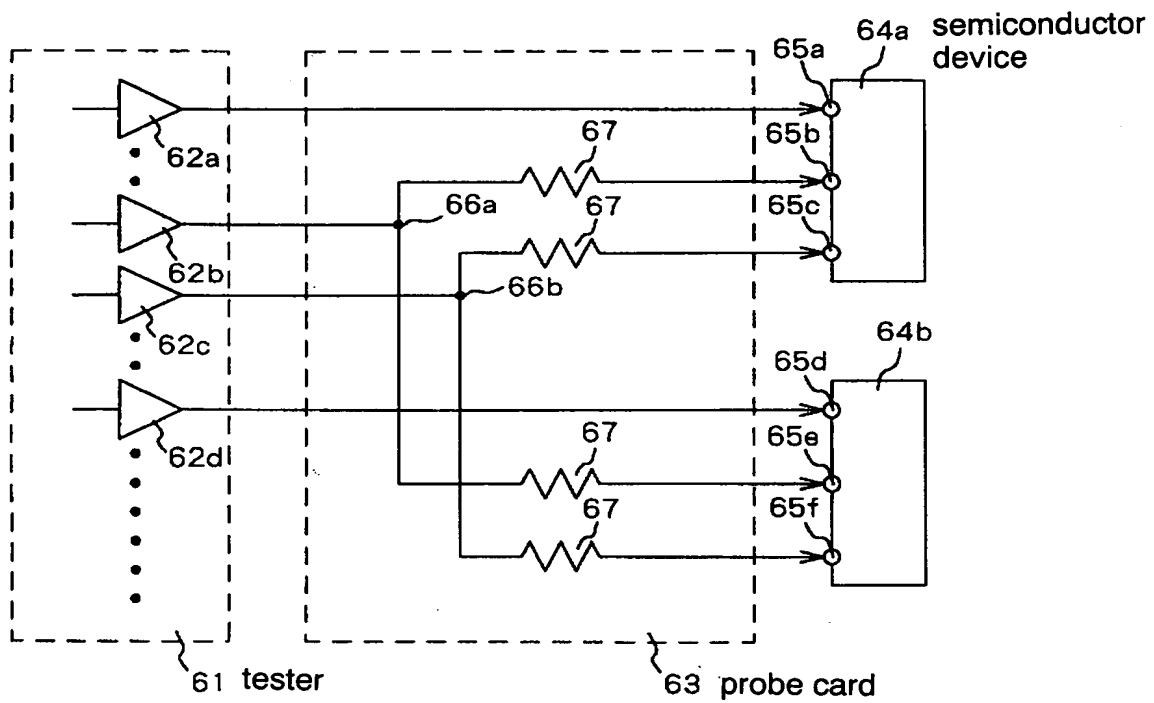 semiconductor
device
64a
65a
62a
67
65b
66a
67
65c
62b
66b
62c
64b
65d
62d
67
65e
67
65f
61 tester
63 probe card